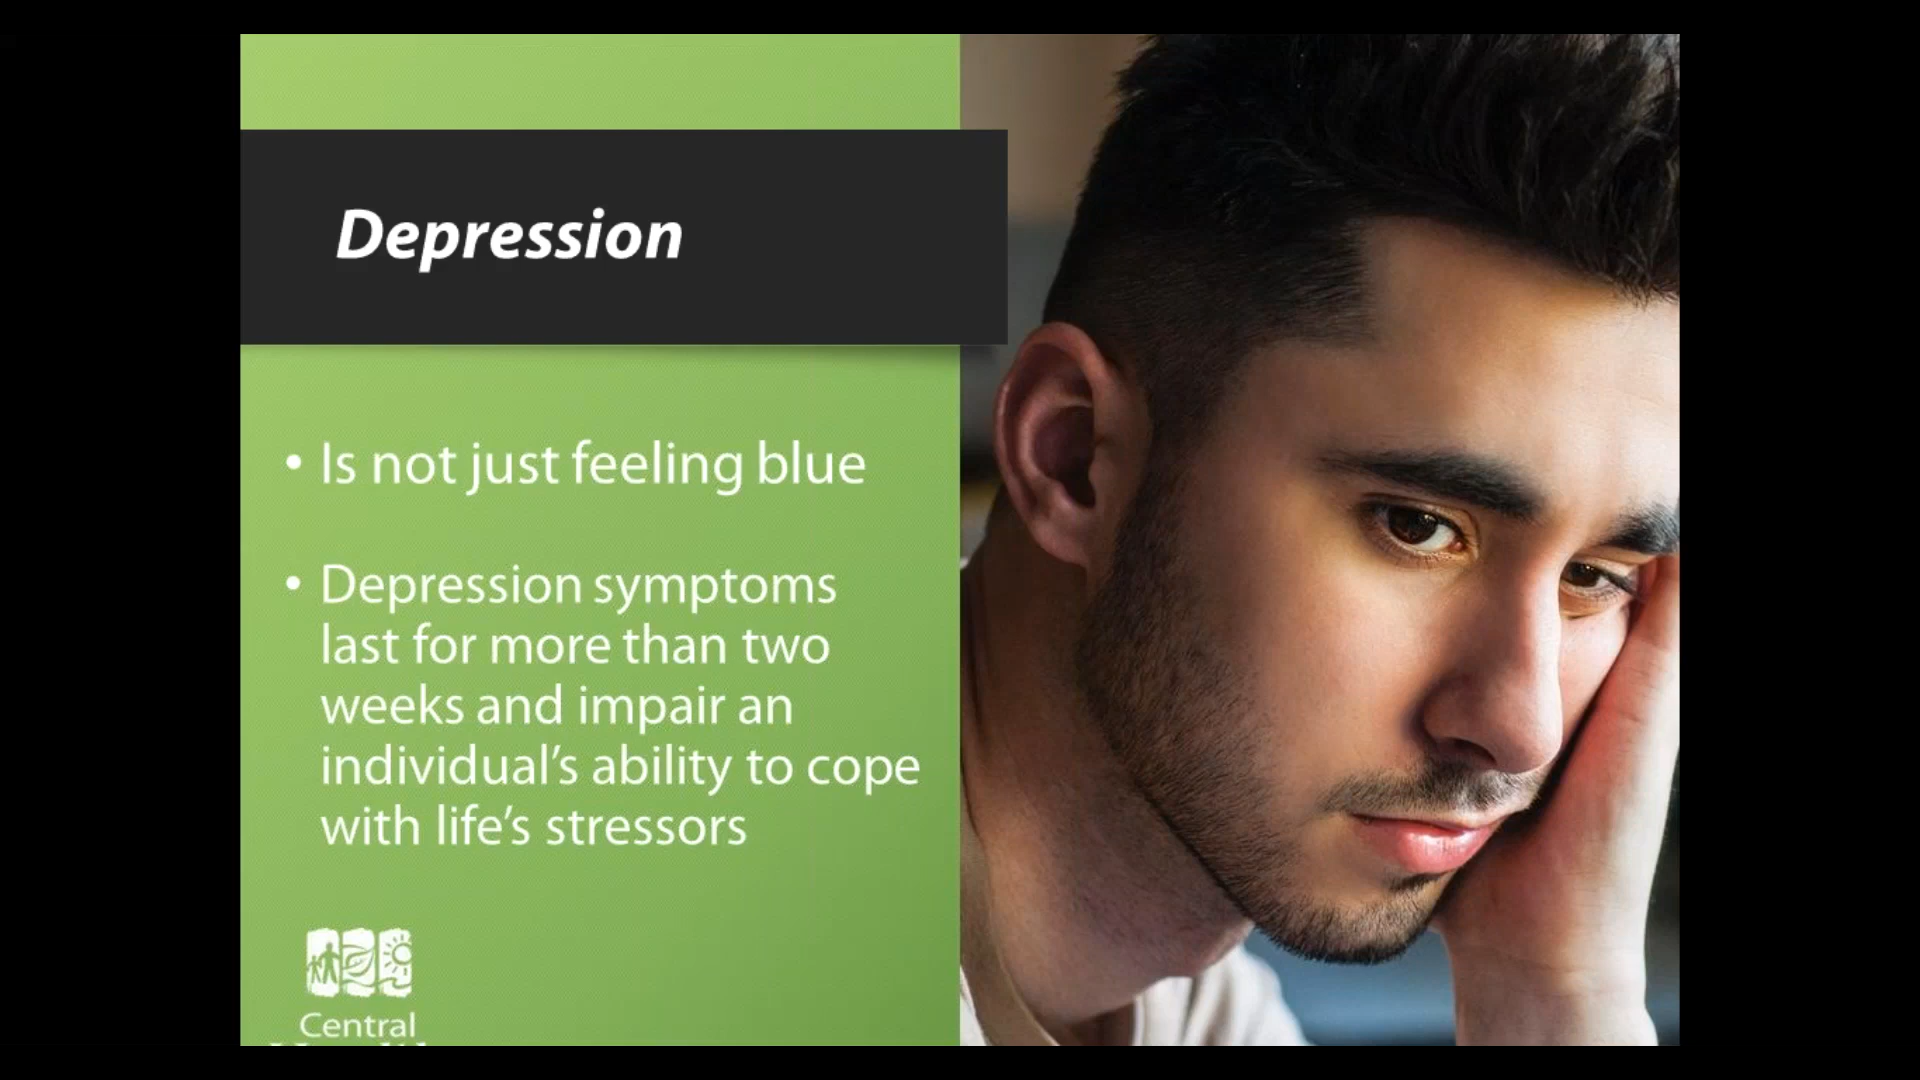 Depression
• Is not just feeling blue
• Depression symptoms
last for more than two
weeks and impair an
individual’s ability to cope
with life’s stressors
Central